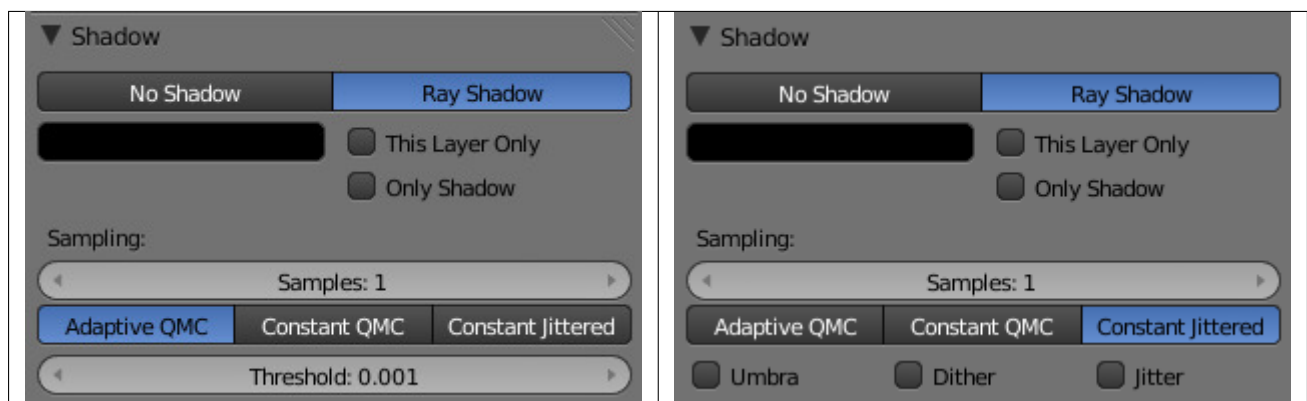 Shadow
No Shadow Ray Shadow
This Layer Only
Only Shadow
Sampling:
Samples: 1
Adaptive QMC Constant QMC Constant Jittered
Threshold: 0.001
Shadow
No Shadow Ray Shadow
This Layer Only
Only Shadow
Sampling:
Samples: 1
Adaptive QMC Constant QMC Constant Jittered
Umbra Dither Jitter